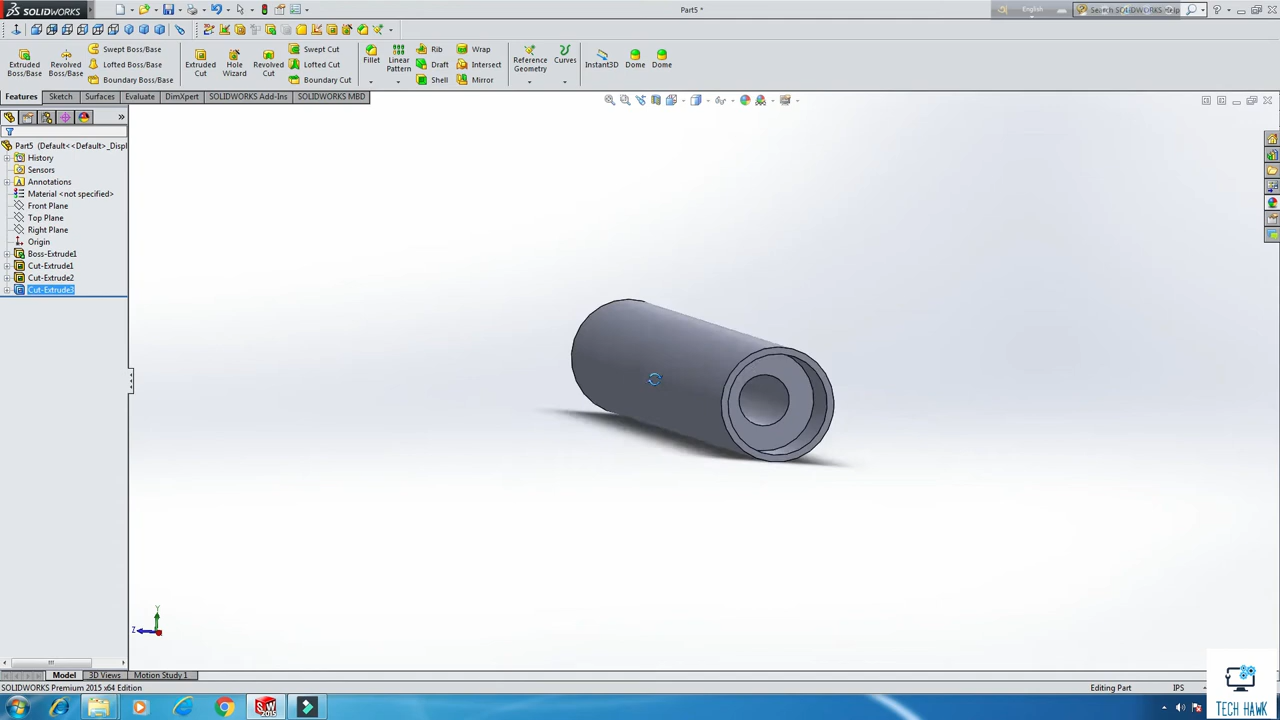 SOLIDWORKS
Part5 *
English
Search SOLIDWORKS Help
Extruded Boss/Base
Revolved Boss/Base
Swept Boss/Base
Lofted Boss/Base
Boundary Boss/Base
Extruded Cut
Hole Wizard
Revolved Cut
Swept Cut
Lofted Cut
Boundary Cut
Fillet
Linear Pattern
Rib
Draft
Shell
Wrap
Intersect
Mirror
Reference Geometry
Curves
Instant3D
Dome
Dome
Features
Sketch
Surfaces
Evaluate
DimXpert
SOLIDWORKS Add-Ins
SOLIDWORKS MBD
Part5 (Default<<Default>_Displ
History
Sensors
Annotations
Material <not specified>
Front Plane
Top Plane
Right Plane
Origin
Boss-Extrude1
Cut-Extrude1
Cut-Extrude2
Cut-Extrude3
Y
Z
Model
3D Views
Motion Study 1
SOLIDWORKS Premium 2015 x64 Edition
Editing Part
IPS
TECH HAWK